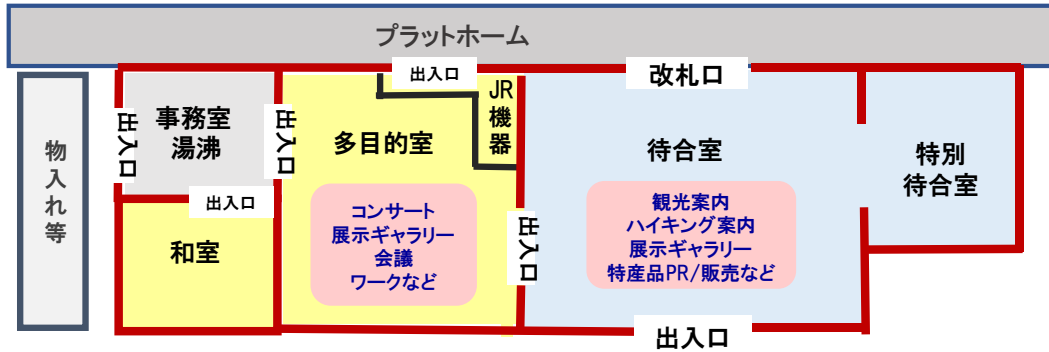 プラットホーム
物入れ等
出入口
事務室
湯沸
出入口
出入口
和室
出入口
JR
機器
多目的室
コンサート
展示ギャラリー
会議
ワークなど
出入口
改札口
待合室
観光案内
ハイキング案内
展示ギャラリー
特産品PR/販売など
出入口
特別
待合室